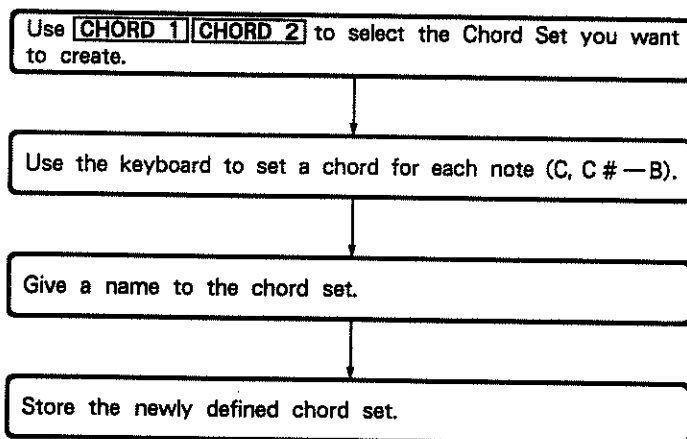 Use CHORD 1 CHORD 2 to select the Chord Set you want
to create.
Use the keyboard to set a chord for each note (C, C # — B).
Give a name to the chord set.
Store the newly defined chord set.